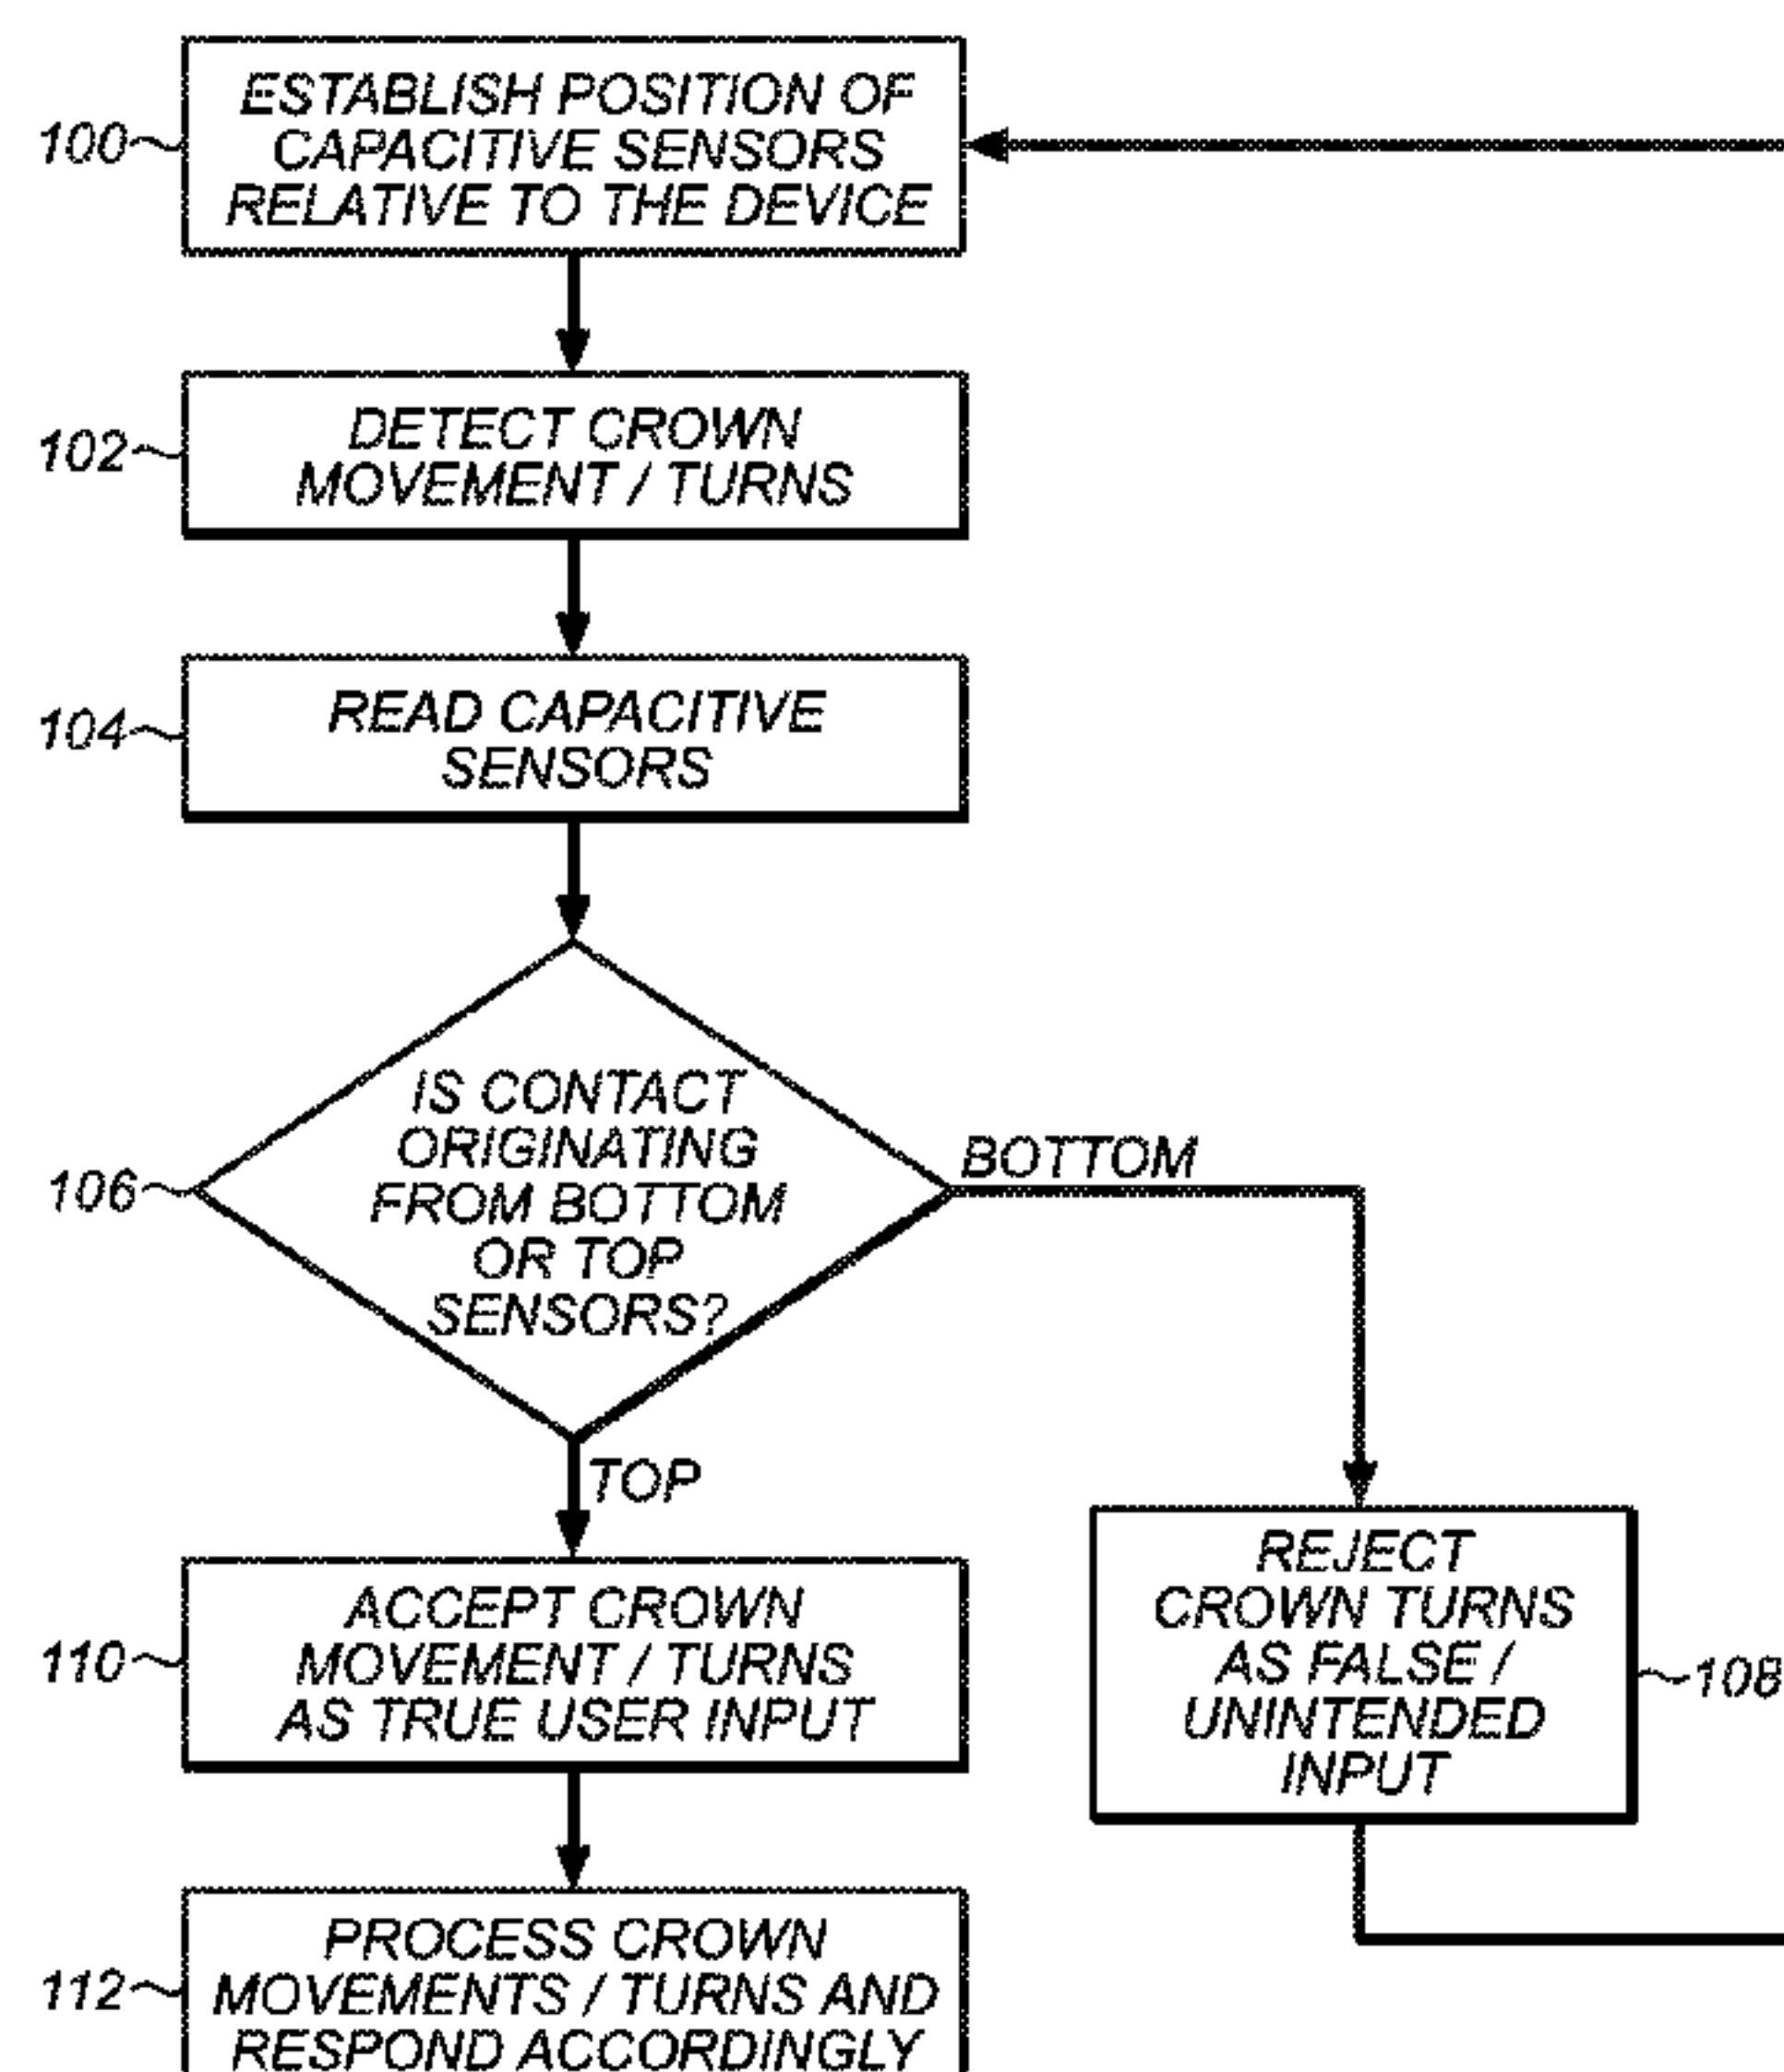 100
ESTABLISH POSITION OF
CAPACITIVE SENSORS
RELATIVE TO THE DEVICE
102
DETECT CROWN
MOVEMENT / TURNS
104
READ CAPACITIVE
SENSORS
106
IS CONTACT
ORIGINATING
FROM BOTTOM
OR TOP
SENSORS?
BOTTOM
TOP
REJECT
CROWN TURNS
AS FALSE /
UNINTENDED
INPUT
108
110
ACCEPT CROWN
MOVEMENT / TURNS
AS TRUE USER INPUT
112
PROCESS CROWN
MOVEMENTS / TURNS AND
RESPOND ACCORDINGLY